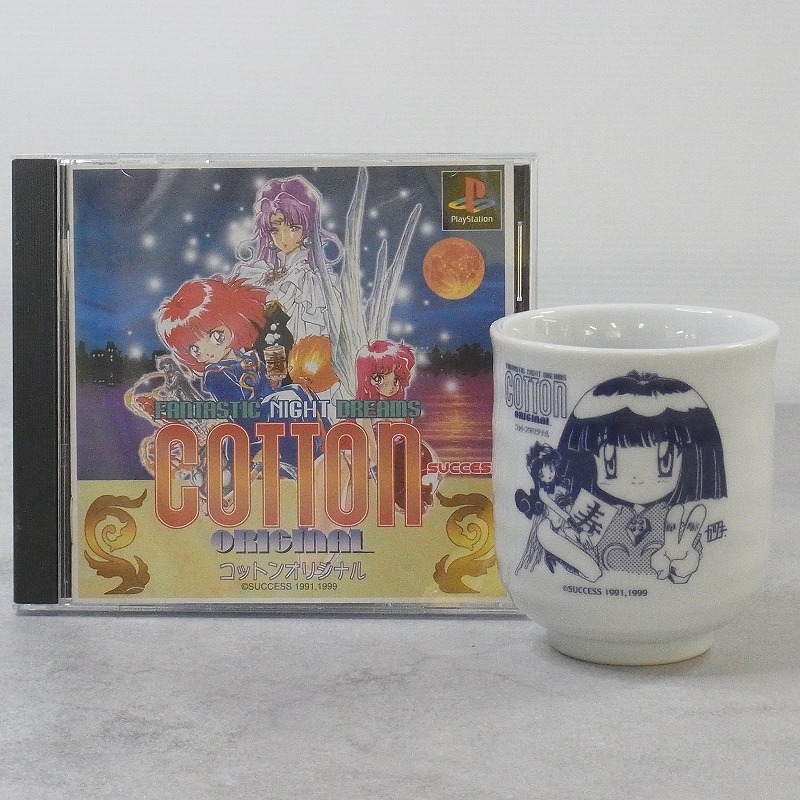 PlayStation
FANTASTIC NIGHT DREAMS
COTTON
SUCCESS
ORIGINAL
コットンオリジナル
©SUCCESS 1991,1999
FANTASTIC NIGHT DREAMS
COTTON
ORIGINAL
コットンオリジナル
寿
©SUCCESS 1991,1999